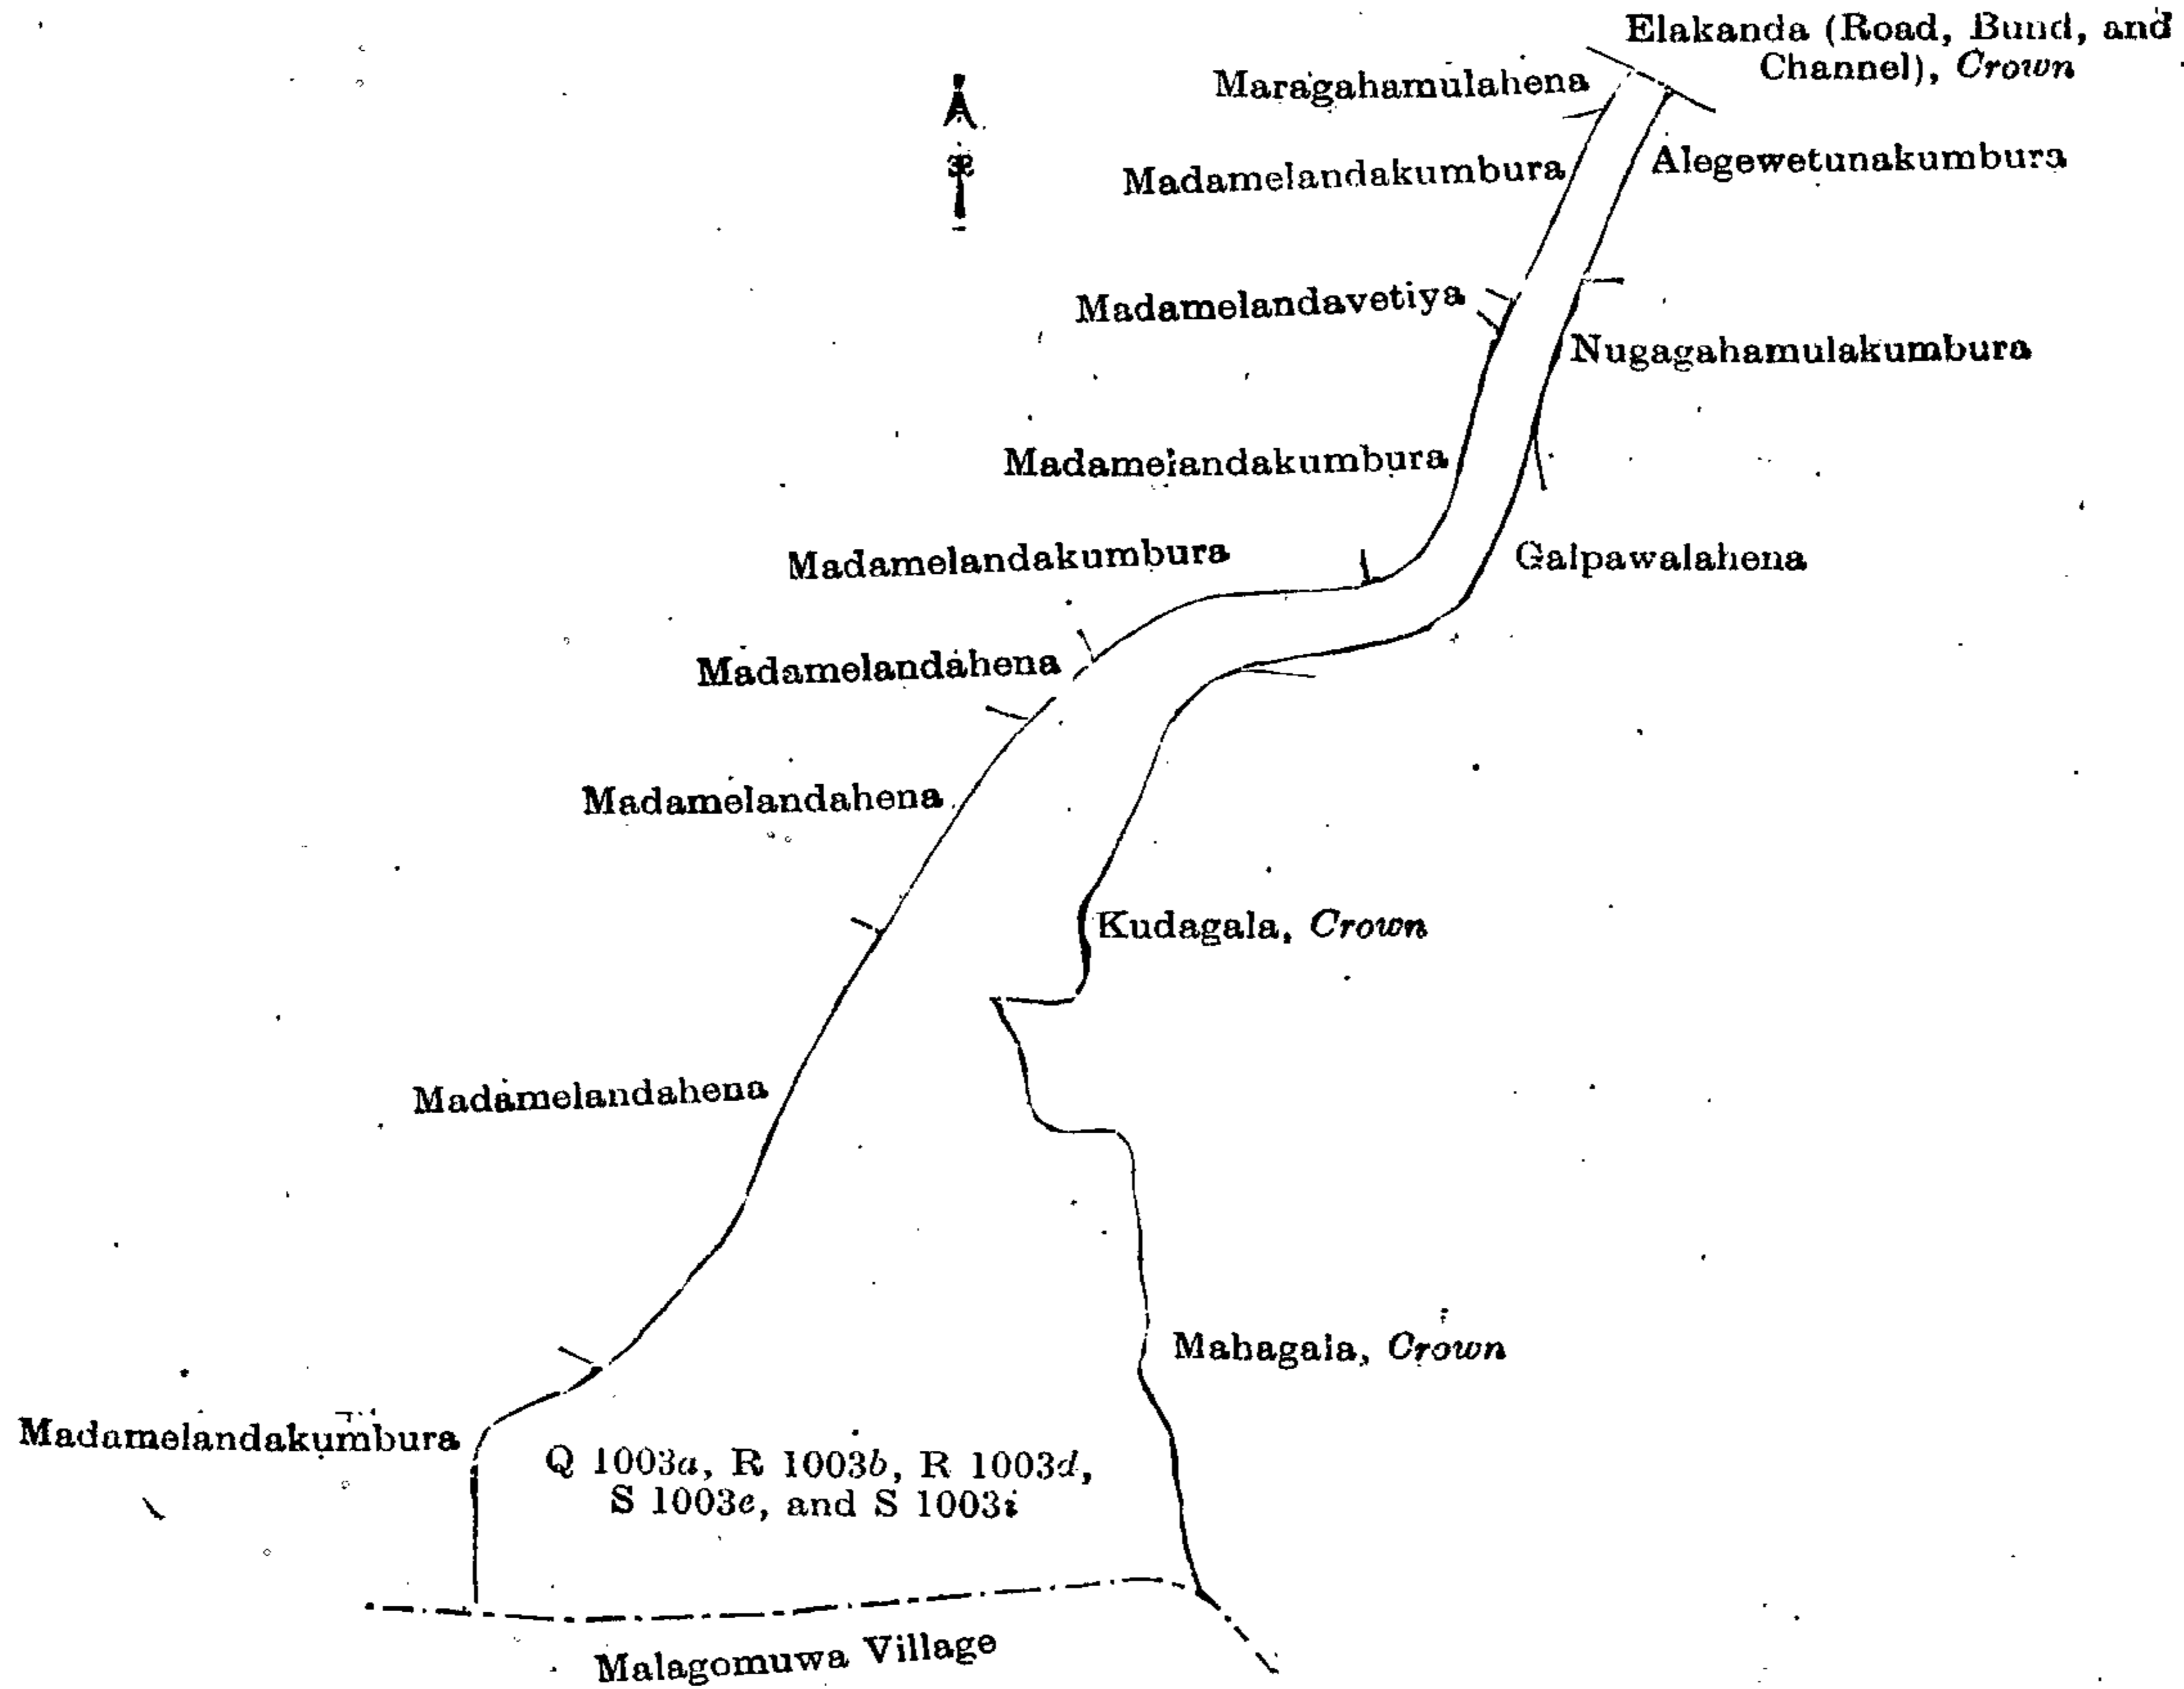 Elakanda (Road, Bund, and
Channel), Crown
Maragahamulahena
Madamelandakumbura
Alegewetunakumbura
Madamelandavetiya
Nugagahamulakumbura
Madamelandakumbura
Madamelandakumbura
Galpawalahena
Madamelandahena
Madamelandahena
Kudagala, Crown
Madamelandahena
Mahagala, Crown
Madamelandakumbura
Q 1003a, R 1003b, R 1003d,
S 1003e, and S 1003i
Malagomuwa Village